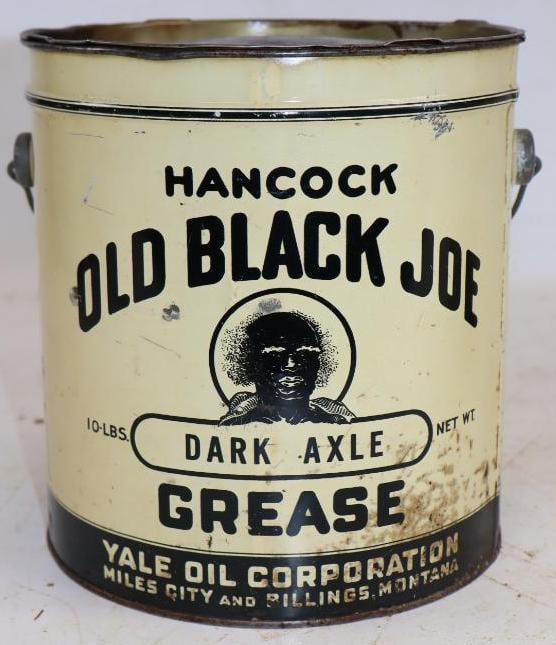 HANCOCK
OLD BLACK JOE
10-LBS. DARK AXLE NET WT.
GREASE
YALE OIL CORPORATION
MILES CITY AND BILLINGS, MONTANA